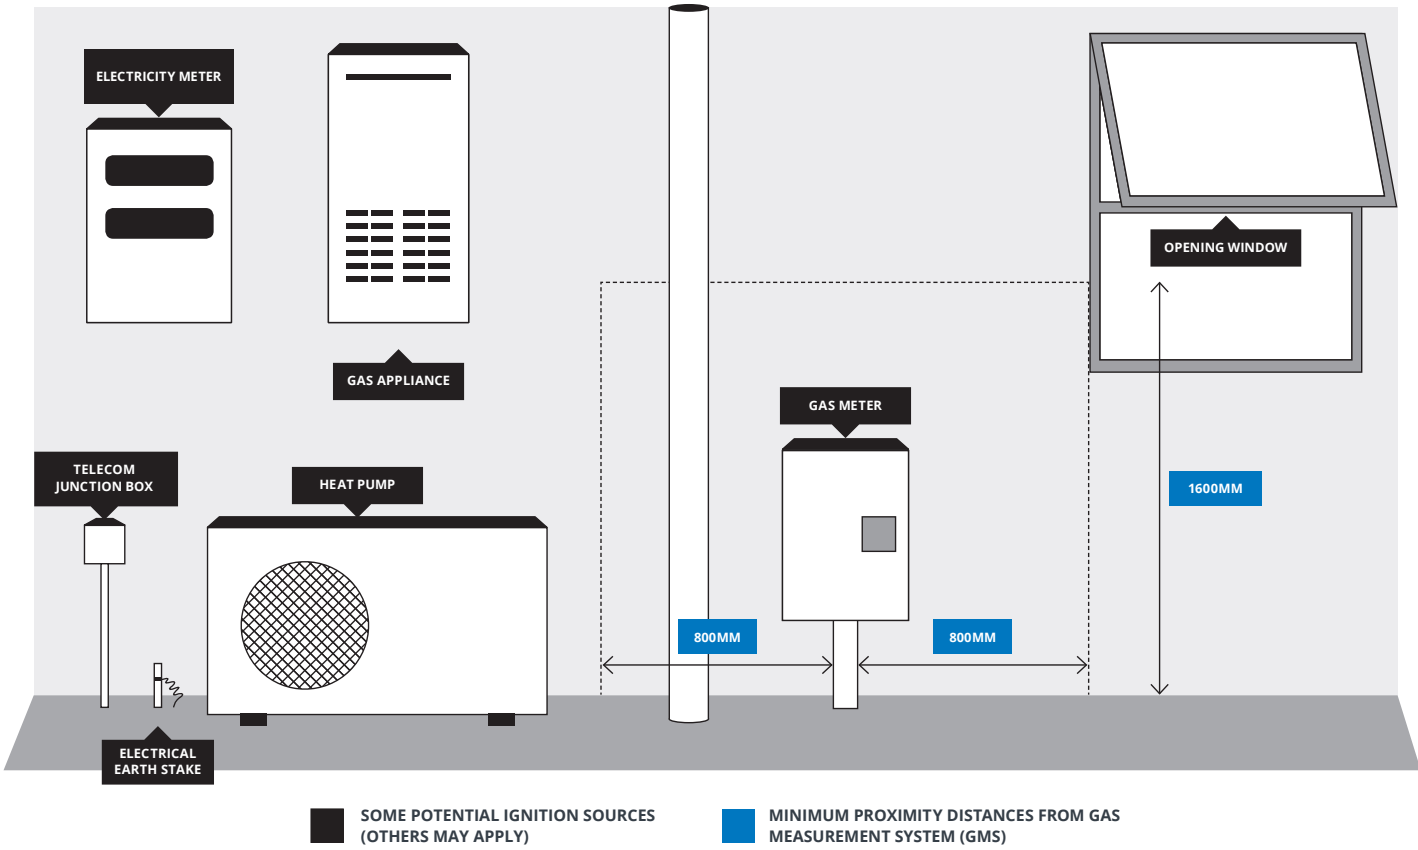 ELECTRICITY METER
OPENING WINDOW
GAS APPLIANCE
GAS METER
TELECOM
JUNCTION BOX
HEAT PUMP
1600MM
800MM
800MM
ELECTRICAL
EARTH STAKE
SOME POTENTIAL IGNITION SOURCES
(OTHERS MAY APPLY)
MINIMUM PROXIMITY DISTANCES FROM GAS
MEASUREMENT SYSTEM (GMS)